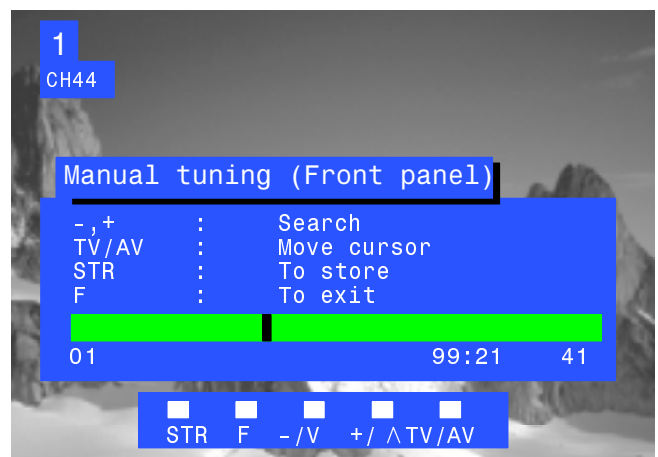 1
CH44
Manual tuning (Front panel)
-,+ : Search
TV/AV : Move cursor
STR : To store
F : To exit
01 99:21 41
STR F -/V +/ΛTV/AV